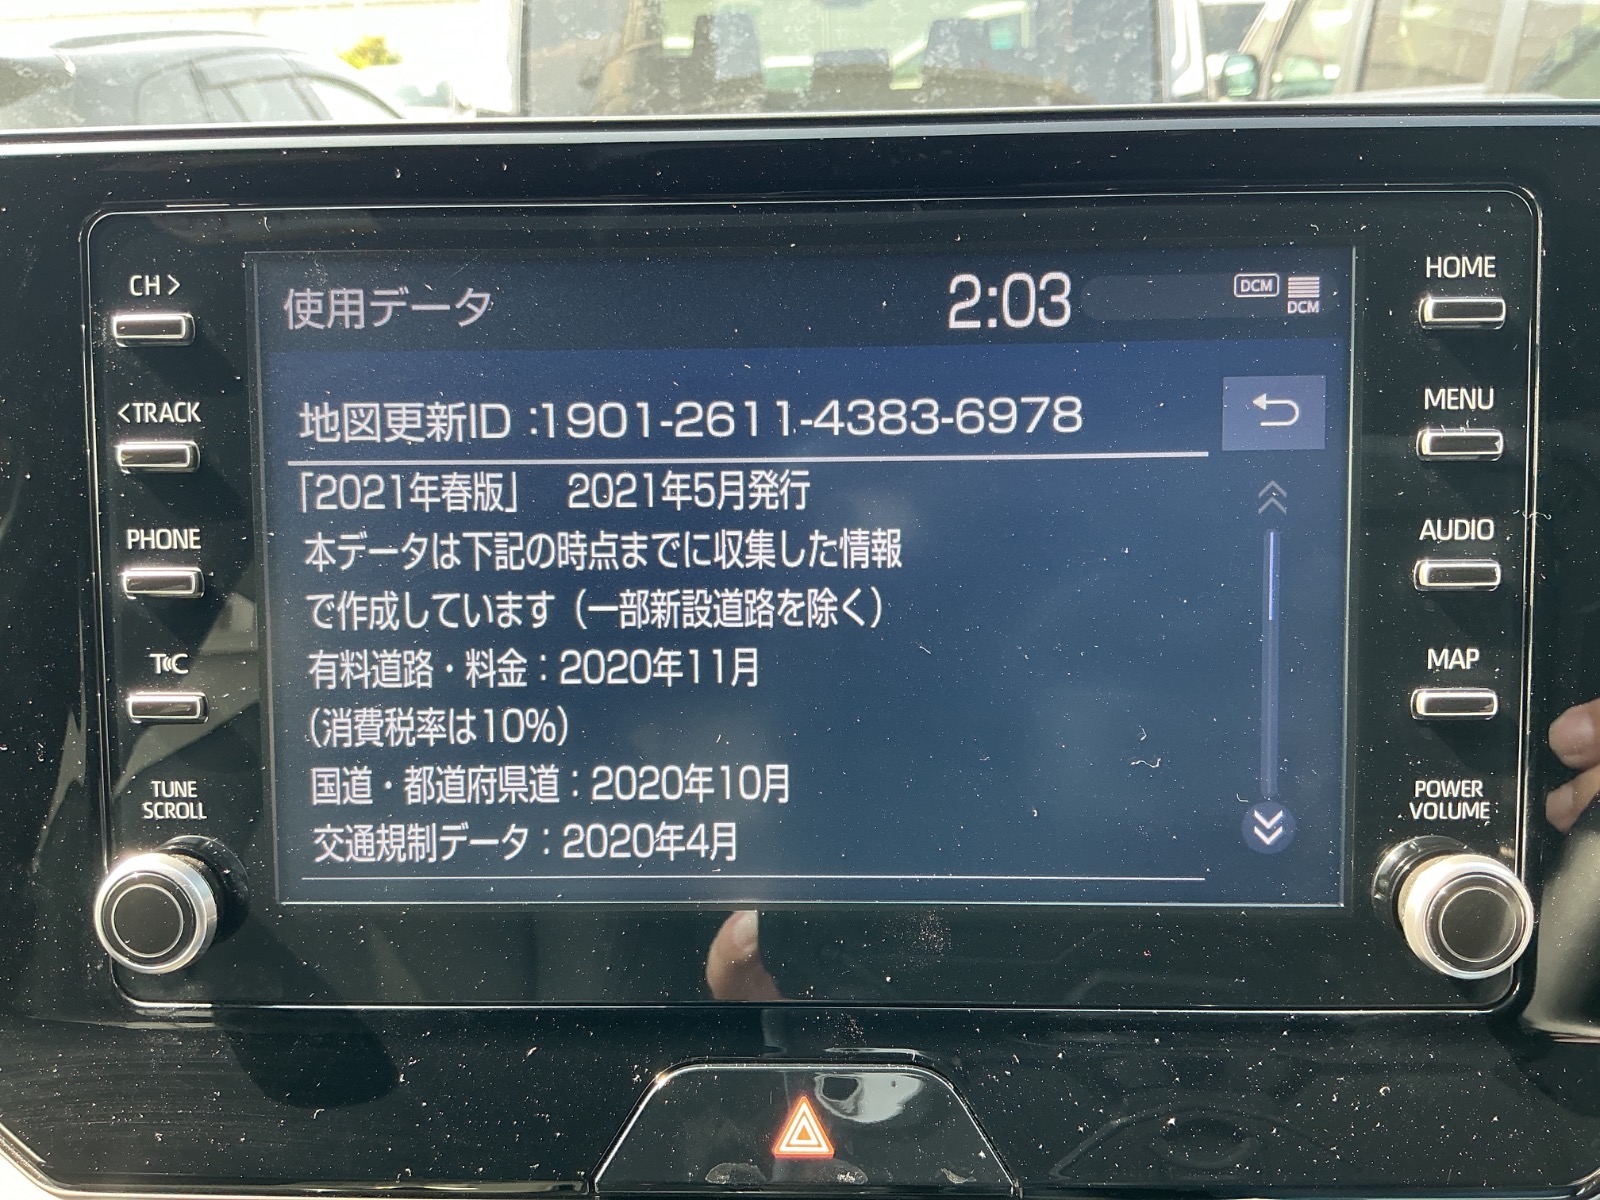 CH>
<TRACK
PHONE
T«C
TUNE
SCROLL
使用データ
2:03
DCM
DCM
地図更新ID :1901-2611-4383-6978
「2021年春版」 2021年5月発行
本データは下記の時点までに収集した情報
で作成しています（一部新設道路を除く）
有料道路・料金：2020年11月
（消費税率は10%）
国道・都道府県道：2020年10月
交通規制データ：2020年4月
HOME
MENU
AUDIO
MAP
POWER
VOLUME